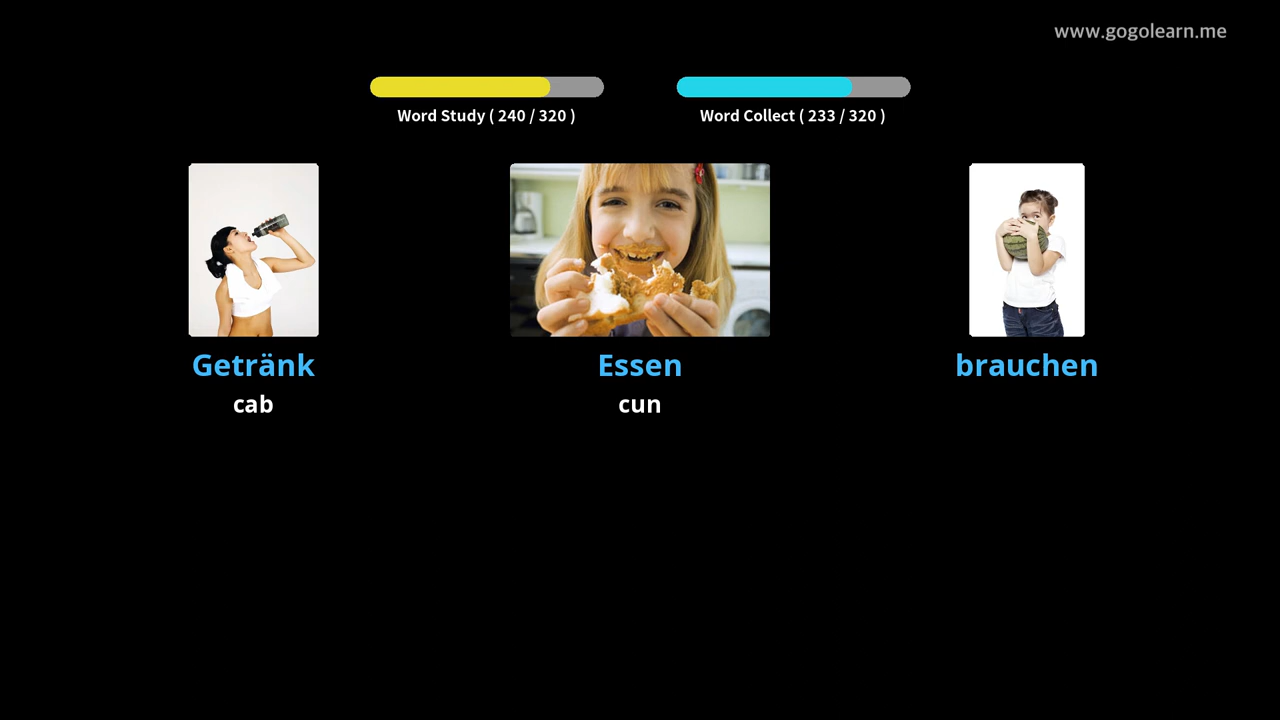 www.gogolearn.me
Word Study ( 240 / 320 )
Word Collect ( 233 / 320 )
Getränk
cab
Essen
cun
brauchen